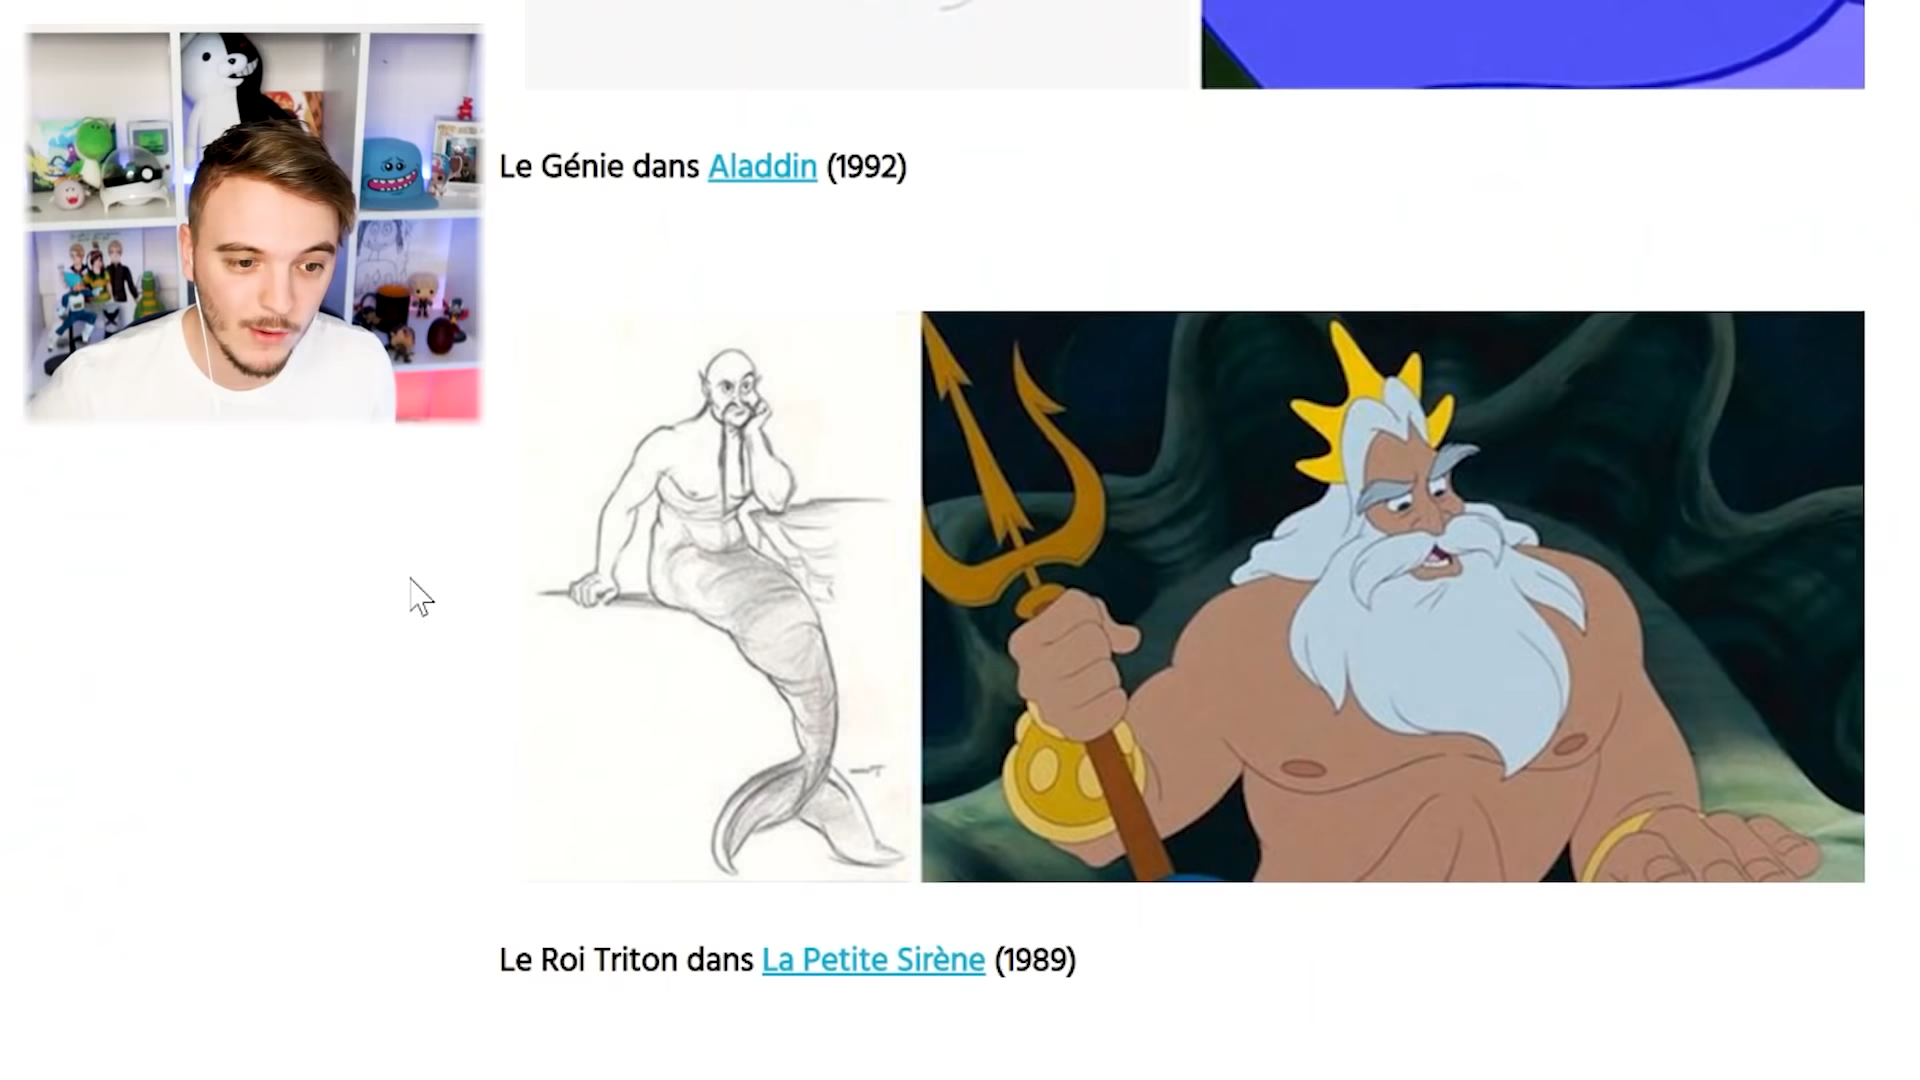 Le Génie dans Aladdin (1992)
Le Roi Triton dans La Petite Sirène (1989)